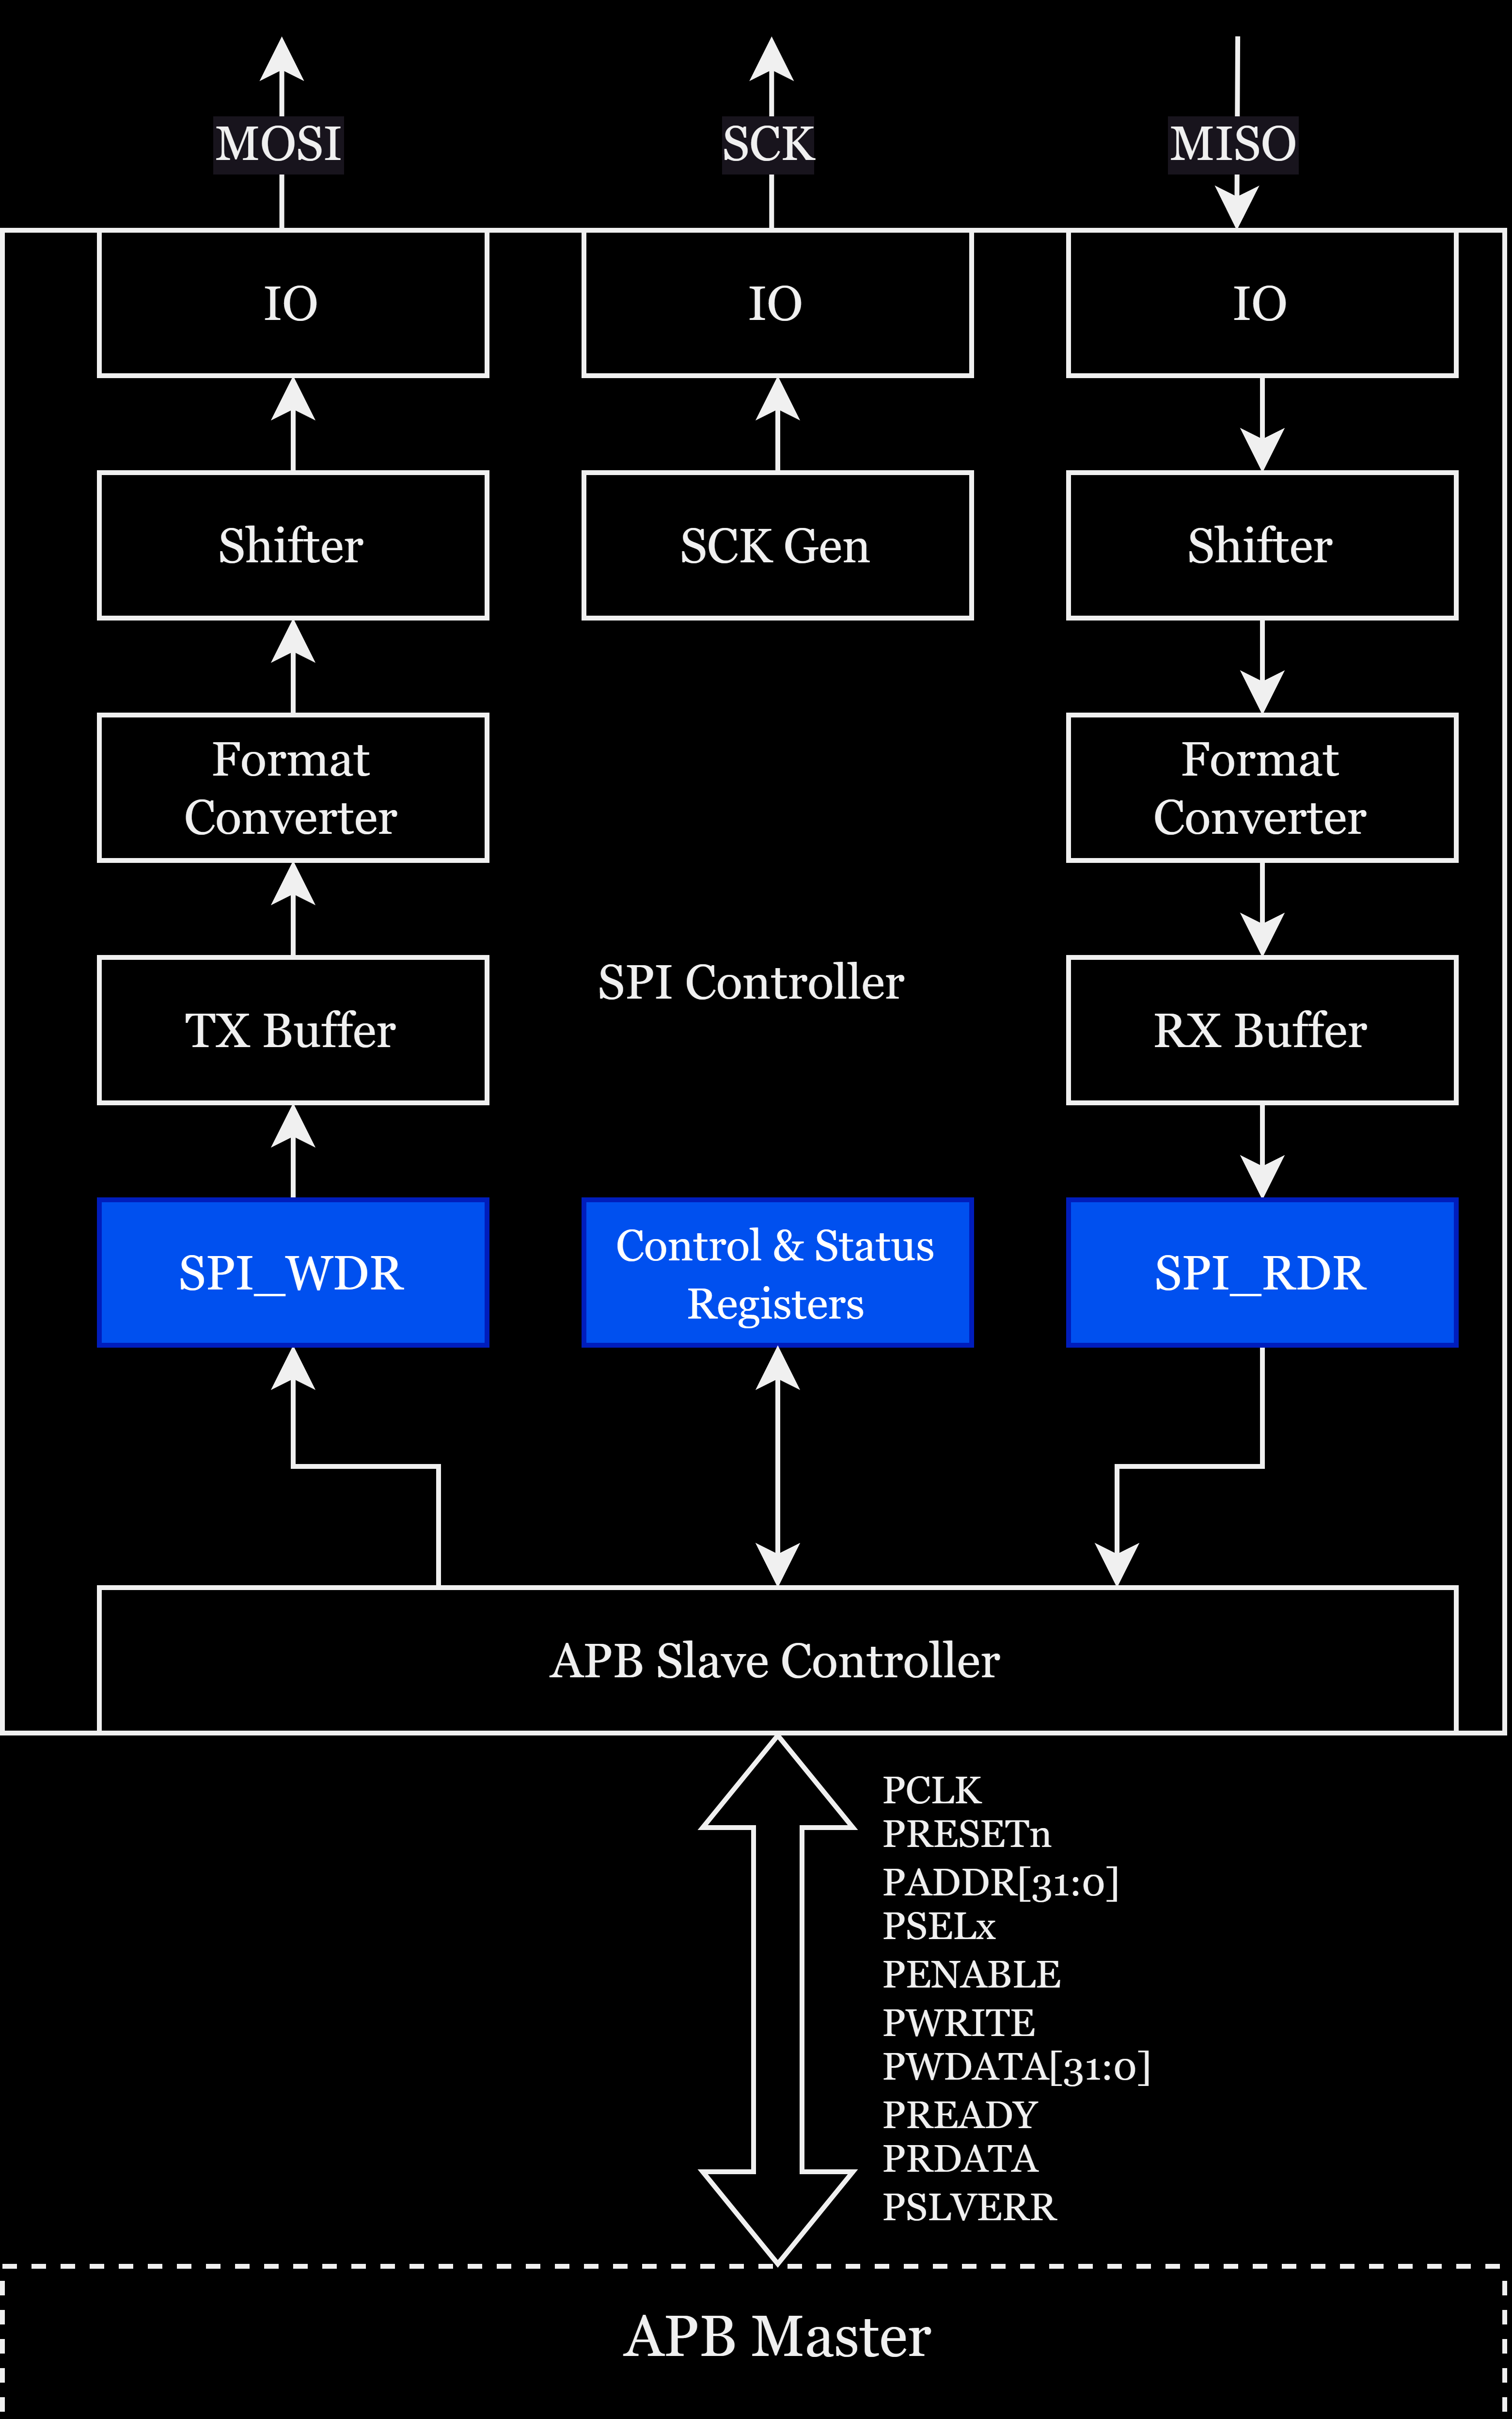 MOSI
SCK
MISO
IO
IO
IO
Shifter
SCK Gen
Shifter
Format
Converter
Format
Converter
TX Buffer
SPI Controller
RX Buffer
SPI_WDR
Control & Status
Registers
SPI_RDR
APB Slave Controller
PCLK
PRESETn
PADDR[31:0]
PSELx
PENABLE
PWRITE
PWDATA[31:0]
PREADY
PRDATA
PSLVERR
APB Master